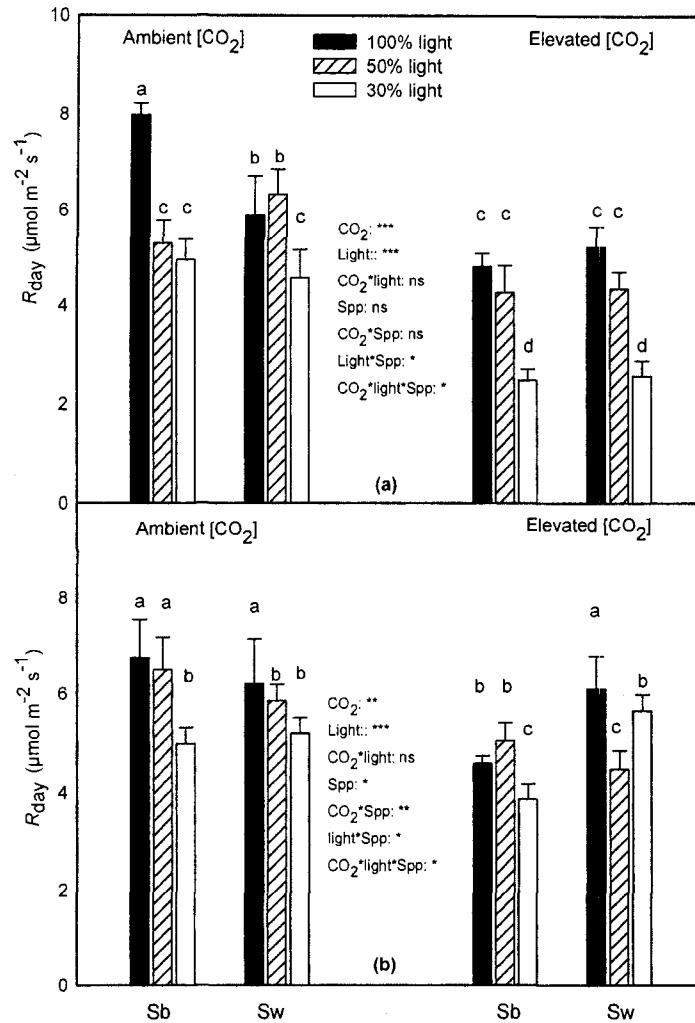 10
8
6
4
2
0
R_day (µmol m⁻² s⁻¹)
Ambient [CO₂]
100% light
50% light
30% light
Elevated [CO₂]
a
c
c
b
b
c
CO₂: ***
Light:: ***
CO₂*light: ns
Spp: ns
CO₂*Spp: ns
Light*Spp: *
CO₂*light*Spp: *
c
c
d
c
c
d
(a)
8
6
4
2
0
R_day (µmol m⁻² s⁻¹)
Ambient [CO₂]
Elevated [CO₂]
a
a
b
a
b
b
CO₂: **
Light:: ***
CO₂*light: ns
Spp: *
CO₂*Spp: **
light*Spp: *
CO₂*light*Spp: *
b
b
c
a
c
b
(b)
Sb
Sw
Sb
Sw